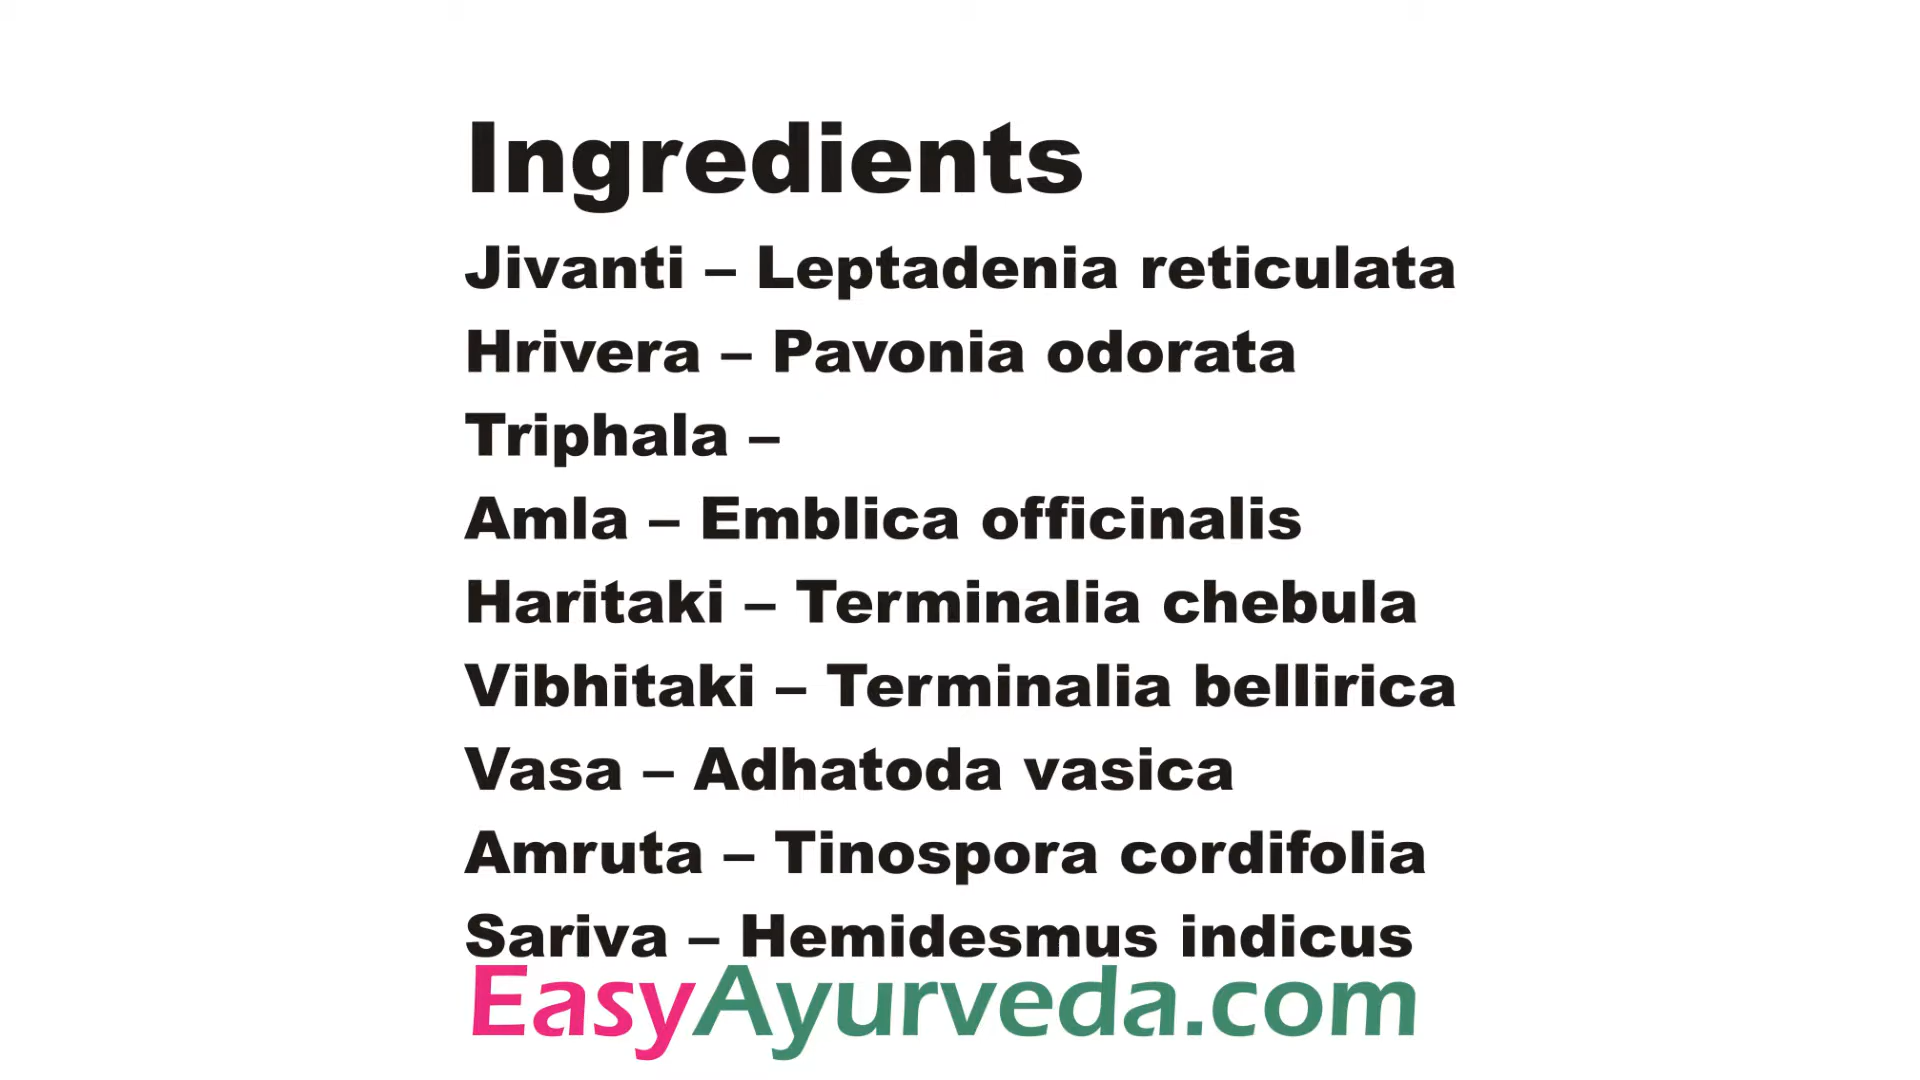 Ingredients
Jivanti – Leptadenia reticulata
Hrivera – Pavonia odorata
Triphala –
Amla – Emblica officinalis
Haritaki – Terminalia chebula
Vibhitaki – Terminalia bellirica
Vasa – Adhatoda vasica
Amruta – Tinospora cordifolia
Sariva – Hemidesmus indicus
EasyAyurveda.com